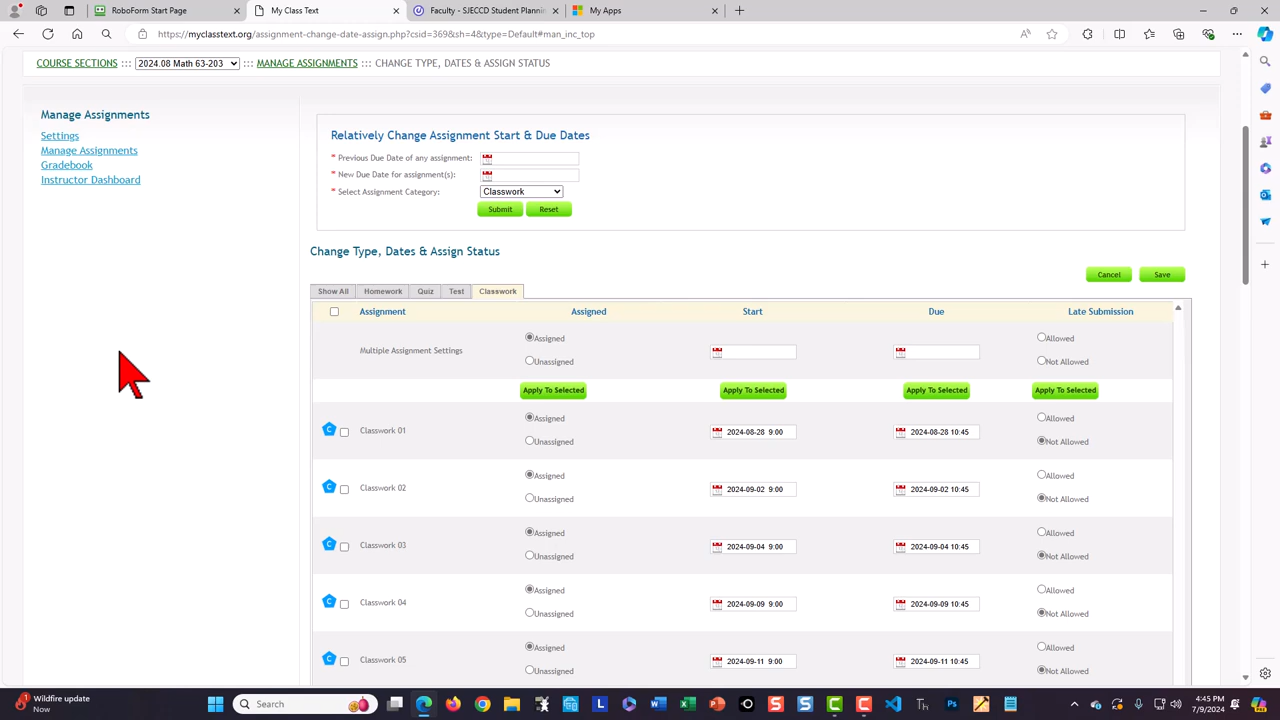 RoboForm Start Page
My Class Text
Faculty - SJECCD Student Plannin
My Apps
https://myclasstext.org/assignment-change-date-assign.php?csid=369&sh=4&type=Default#man_inc_top
COURSE SECTIONS ::: 2024.08 Math 63-203 ::: MANAGE ASSIGNMENTS ::: CHANGE TYPE, DATES & ASSIGN STATUS
Manage Assignments
Settings
Manage Assignments
Gradebook
Instructor Dashboard
Relatively Change Assignment Start & Due Dates
* Previous Due Date of any assignment:
* New Due Date for assignment(s):
* Select Assignment Category: Classwork
Submit Reset
Change Type, Dates & Assign Status
Cancel Save
Show All Homework Quiz Test Classwork
Assignment Assigned Start Due Late Submission
Multiple Assignment Settings Assigned Unassigned Allowed Not Allowed
Apply To Selected Apply To Selected Apply To Selected Apply To Selected
C Classwork 01 Assigned Unassigned 2024-08-28 9:00 2024-08-28 10:45 Allowed Not Allowed
C Classwork 02 Assigned Unassigned 2024-09-02 9:00 2024-09-02 10:45 Allowed Not Allowed
C Classwork 03 Assigned Unassigned 2024-09-04 9:00 2024-09-04 10:45 Allowed Not Allowed
C Classwork 04 Assigned Unassigned 2024-09-09 9:00 2024-09-09 10:45 Allowed Not Allowed
C Classwork 05 Assigned Unassigned 2024-09-11 9:00 2024-09-11 10:45 Allowed Not Allowed
1 Wildfire update
Now
Search
4:45 PM
7/9/2024